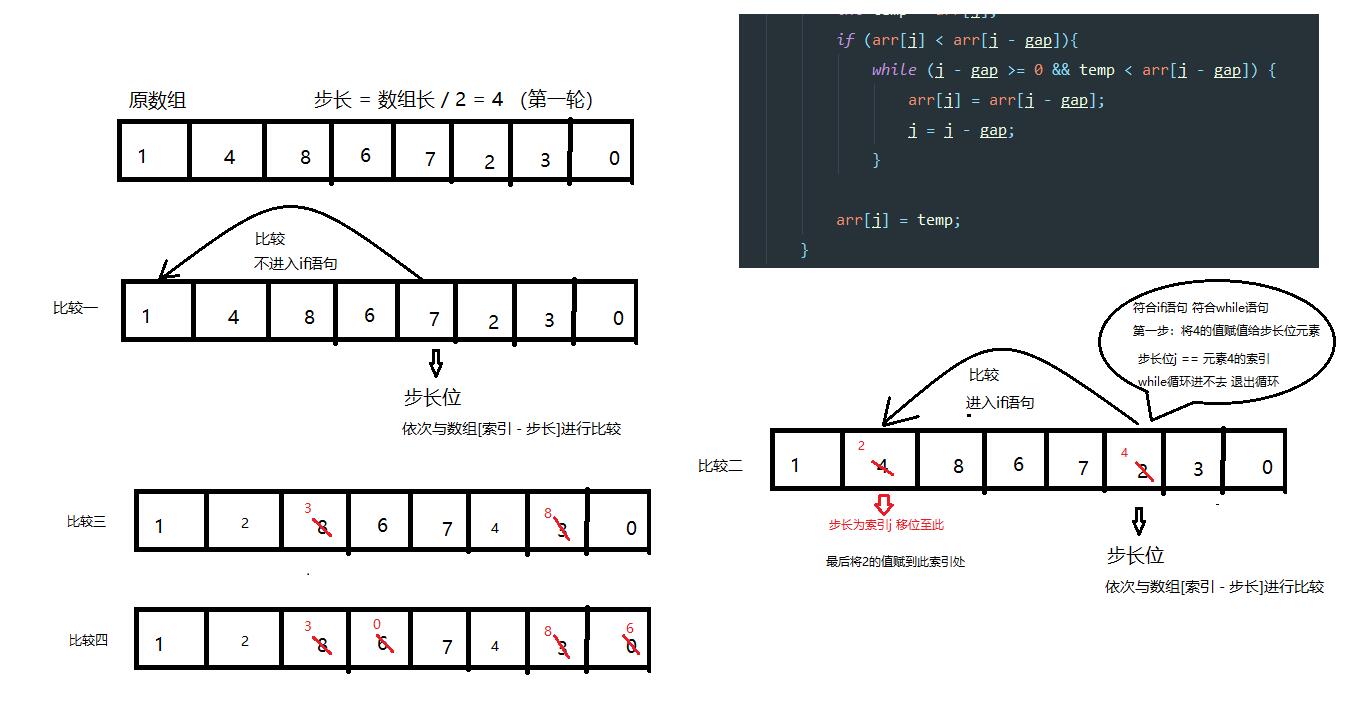 原数组
步长 = 数组长 / 2 = 4 （第一轮）
1 4 8 6 7 2 3 0
比较
不进入if语句
比较一
1 4 8 6 7 2 3 0
步长位
依次与数组[索引 - 步长]进行比较
比较三
3 8
1 2 8 6 7 4 3 0
比较四
3 0 8 6
1 2 8 6 7 4 3 0
if (arr[j] < arr[j - gap]){
while (j - gap >= 0 && temp < arr[j - gap]) {
arr[j] = arr[j - gap];
j = j - gap;
}
arr[j] = temp;
}
符合if语句 符合while语句
第一步：将4的值赋值给步长位元素
步长位j == 元素4的索引
while循环进不去 退出循环
比较
进入if语句
比较二
2 4
1 4 8 6 7 2 3 0
步长为索引j 移位至此
最后将2的值赋到此索引处
步长位
依次与数组[索引 - 步长]进行比较